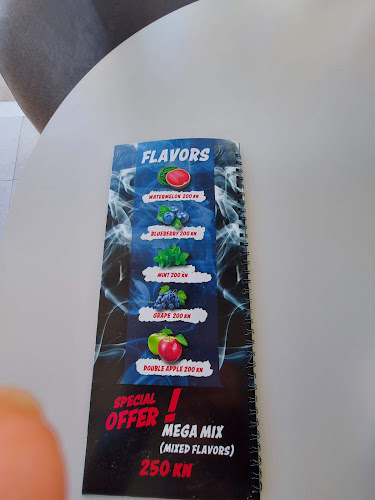 FLAVORS
WATERMELON 200 KN
BLUEBERRY 200 KN
MINT 200 KN
GRAPE 200 KN
DOUBLE APPLE 200 KN
SPECIAL
OFFER !
MEGA MIX
(MIXED FLAVORS)
250 KN